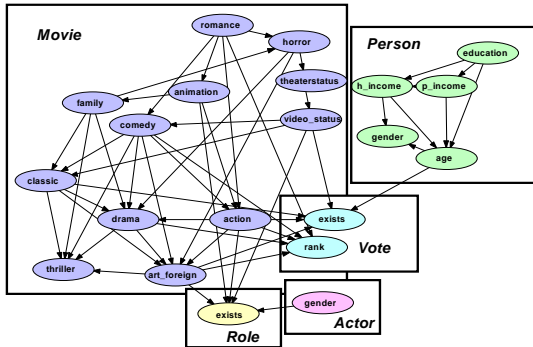 Movie
romance
horror
Person
education
theaterstatus
family
animation
h_income
p_income
comedy
video_status
gender
age
classic
drama
action
exists
rank
Vote
thriller
art_foreign
exists
Role
gender
Actor